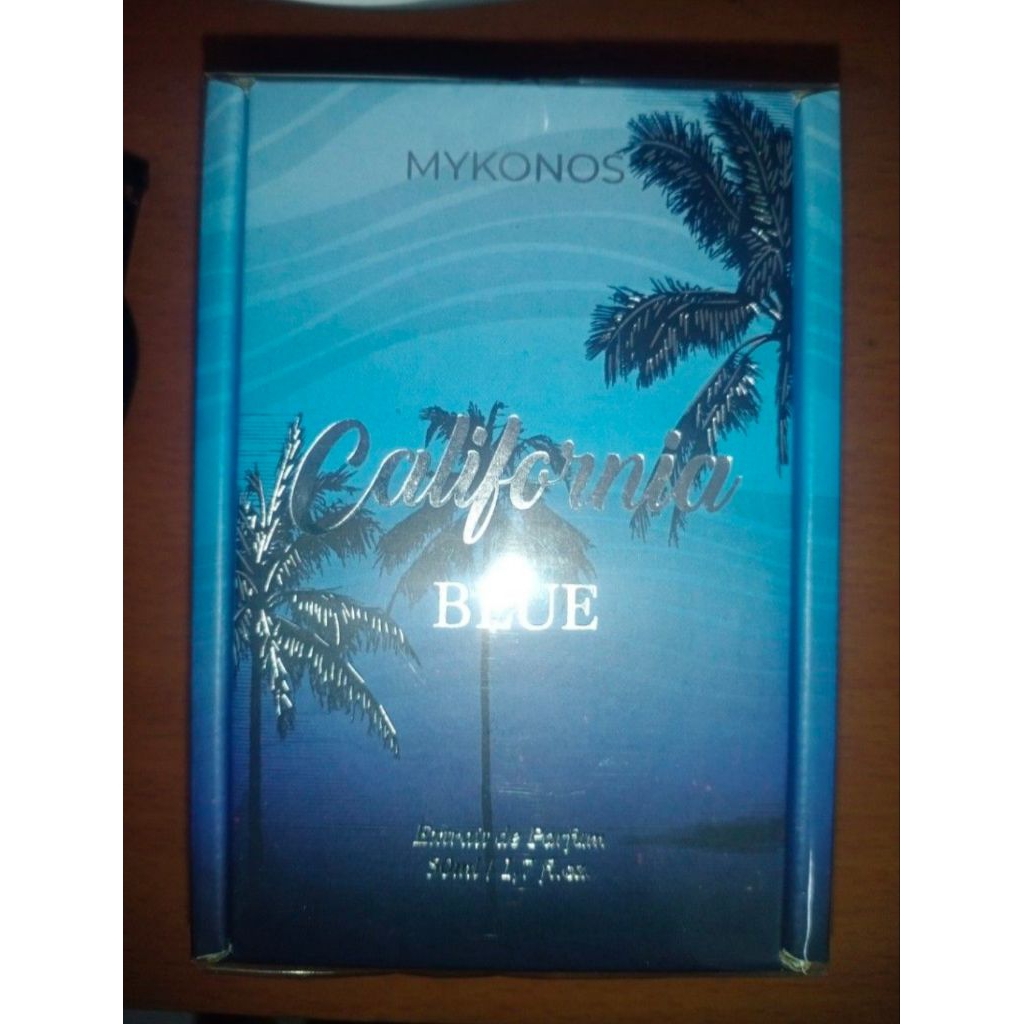 MYKONOS
California
BLUE
Extrait de Parfum
50ml / 1,7 fl.oz